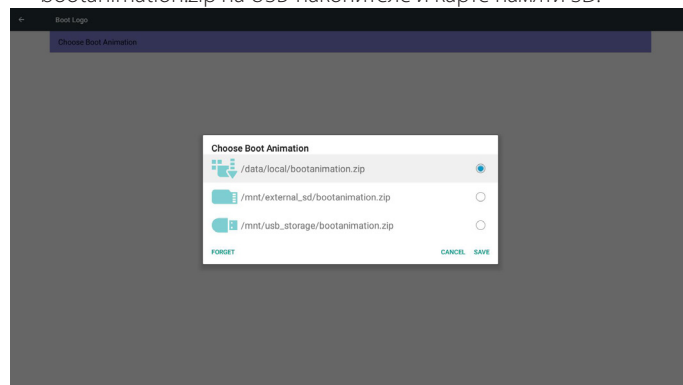 bootanimation.zip на USB-накопителе и карте памяти SD.
Boot Logo
Choose Boot Animation
Choose Boot Animation
/data/local/bootanimation.zip
/mnt/external_sd/bootanimation.zip
/mnt/usb_storage/bootanimation.zip
FORGET CANCEL SAVE